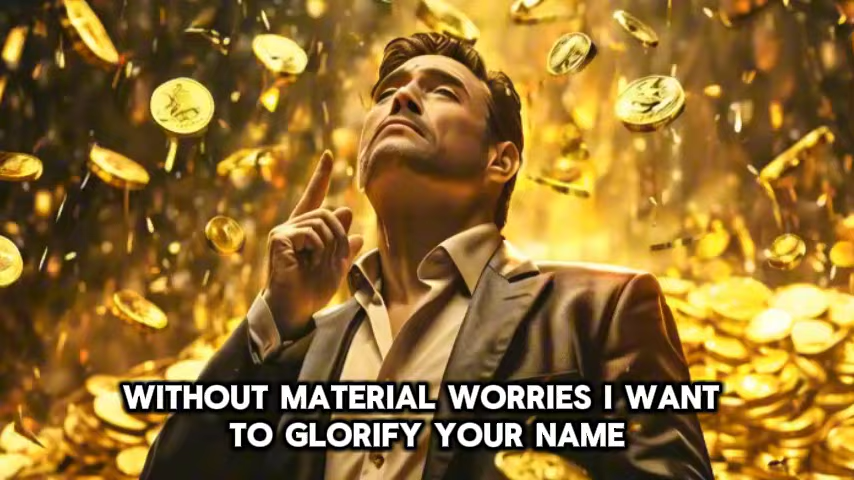 WITHOUT MATERIAL WORRIES I WANT
TO GLORIFY YOUR NAME